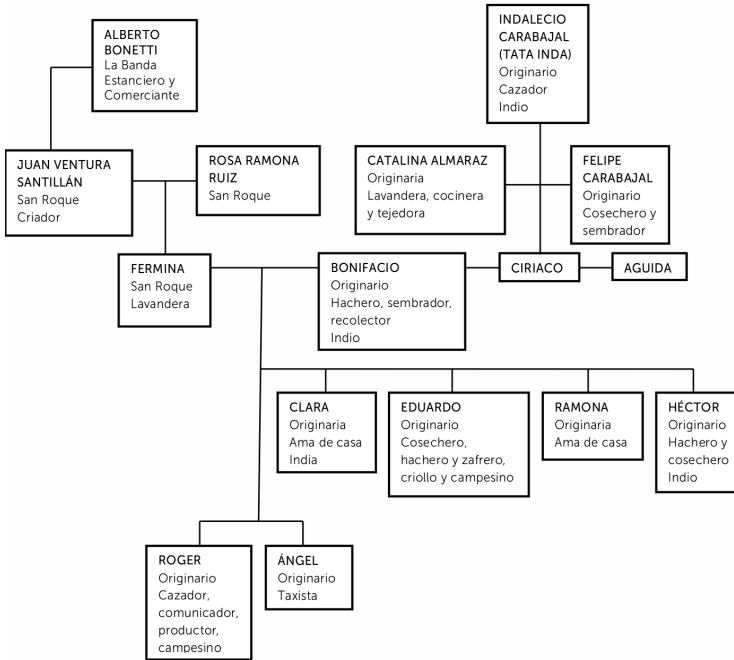 ALBERTO
BONETTI
La Banda
Estanciero y
Comerciante
INDALECIO
CARABAJAL
(TATA INDA)
Originario
Cazador
Indio
JUAN VENTURA
SANTILLÁN
San Roque
Criador
ROSA RAMONA
RUIZ
San Roque
CATALINA ALMARAZ
Originaria
Lavandera, cocinera
y tejedora
FELIPE
CARABAJAL
Originario
Cosechero y
sembrador
FERMINA
San Roque
Lavandera
BONIFACIO
Originario
Hachero, sembrador,
recolector
Indio
CIRIACO
AGUIDA
CLARA
Originaria
Ama de casa
India
EDUARDO
Originario
Cosechero,
hachero y zafrero,
criollo y campesino
RAMONA
Originaria
Ama de casa
HÉCTOR
Originario
Hachero y
cosechero
Indio
ROGER
Originario
Cazador,
comunicador,
productor,
campesino
ÁNGEL
Originario
Taxista